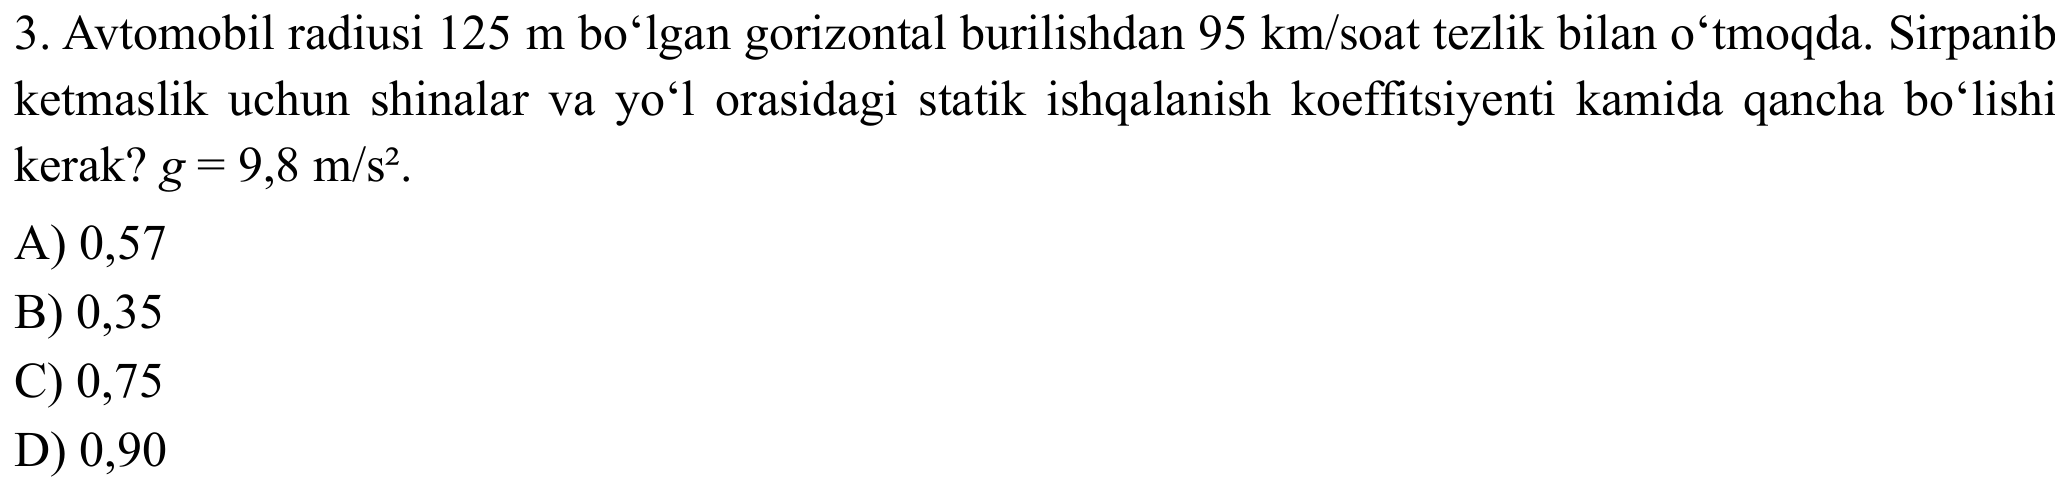 3. Avtomobil radiusi 125 m bo‘lgan gorizontal burilishdan 95 km/soat tezlik bilan o‘tmoqda. Sirpanib
ketmaslik uchun shinalar va yo‘l orasidagi statik ishqalanish koeffitsiyenti kamida qancha bo‘lishi
kerak? g = 9,8 m/s².
A) 0,57
B) 0,35
C) 0,75
D) 0,90